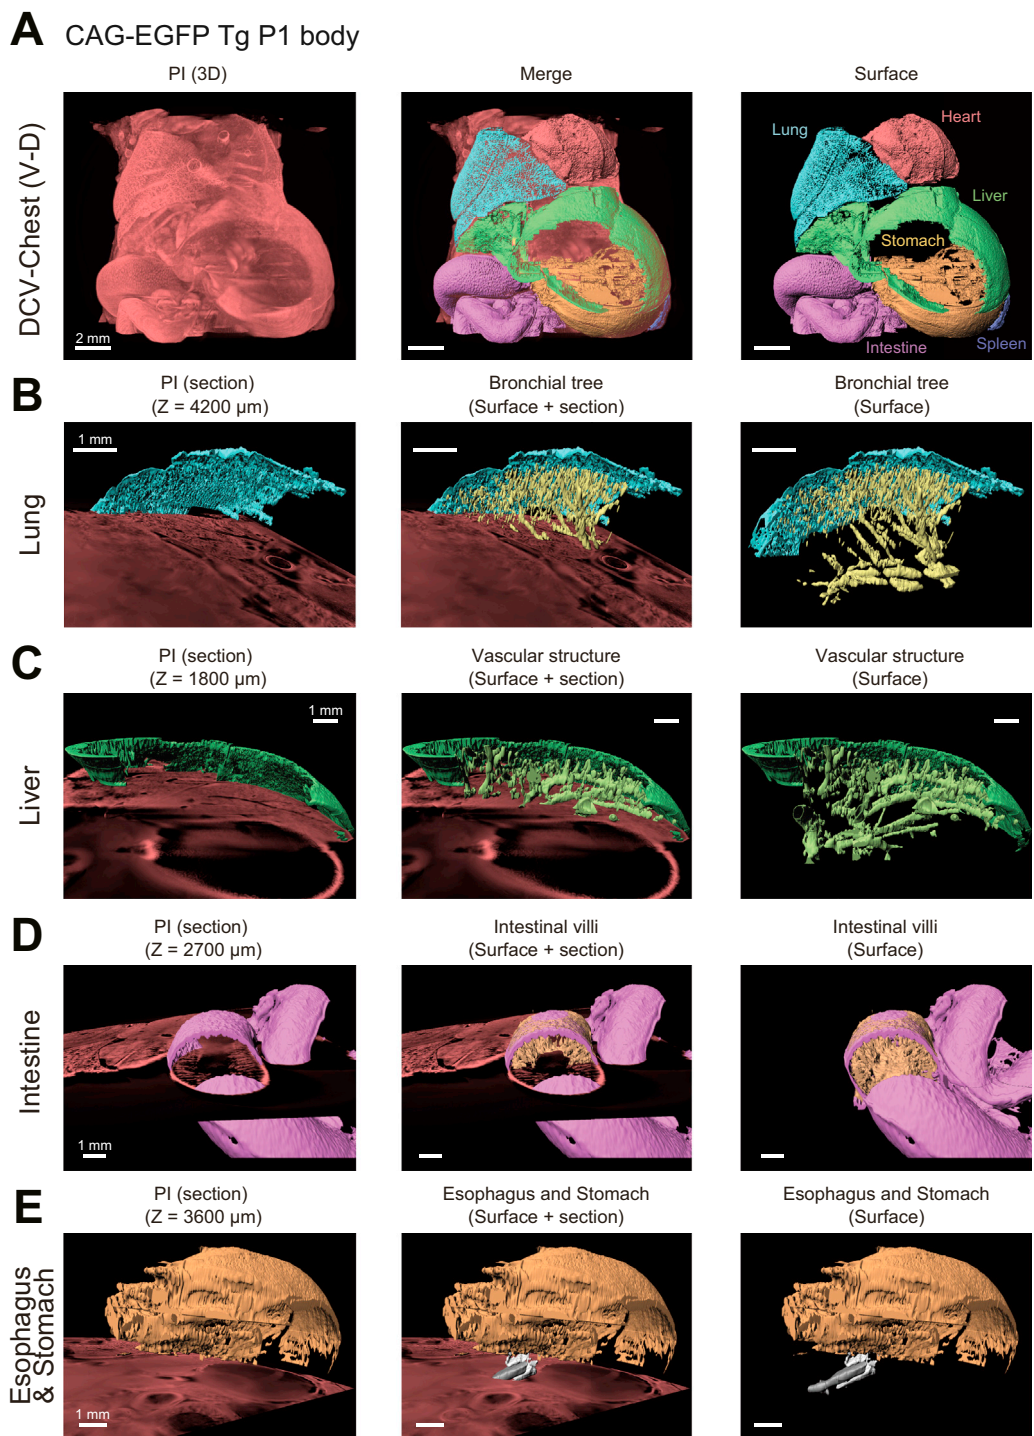 A CAG-EGFP Tg P1 body
PI (3D)
Merge
Surface
DCV-Chest (V-D)
2 mm
Lung
Heart
Liver
Stomach
Intestine
Spleen
B
PI (section)
(Z = 4200 µm)
Bronchial tree
(Surface + section)
Bronchial tree
(Surface)
Lung
1 mm
C
PI (section)
(Z = 1800 µm)
Vascular structure
(Surface + section)
Vascular structure
(Surface)
Liver
1 mm
D
PI (section)
(Z = 2700 µm)
Intestinal villi
(Surface + section)
Intestinal villi
(Surface)
Intestine
1 mm
E
PI (section)
(Z = 3600 µm)
Esophagus and Stomach
(Surface + section)
Esophagus and Stomach
(Surface)
Esophagus
& Stomach
1 mm